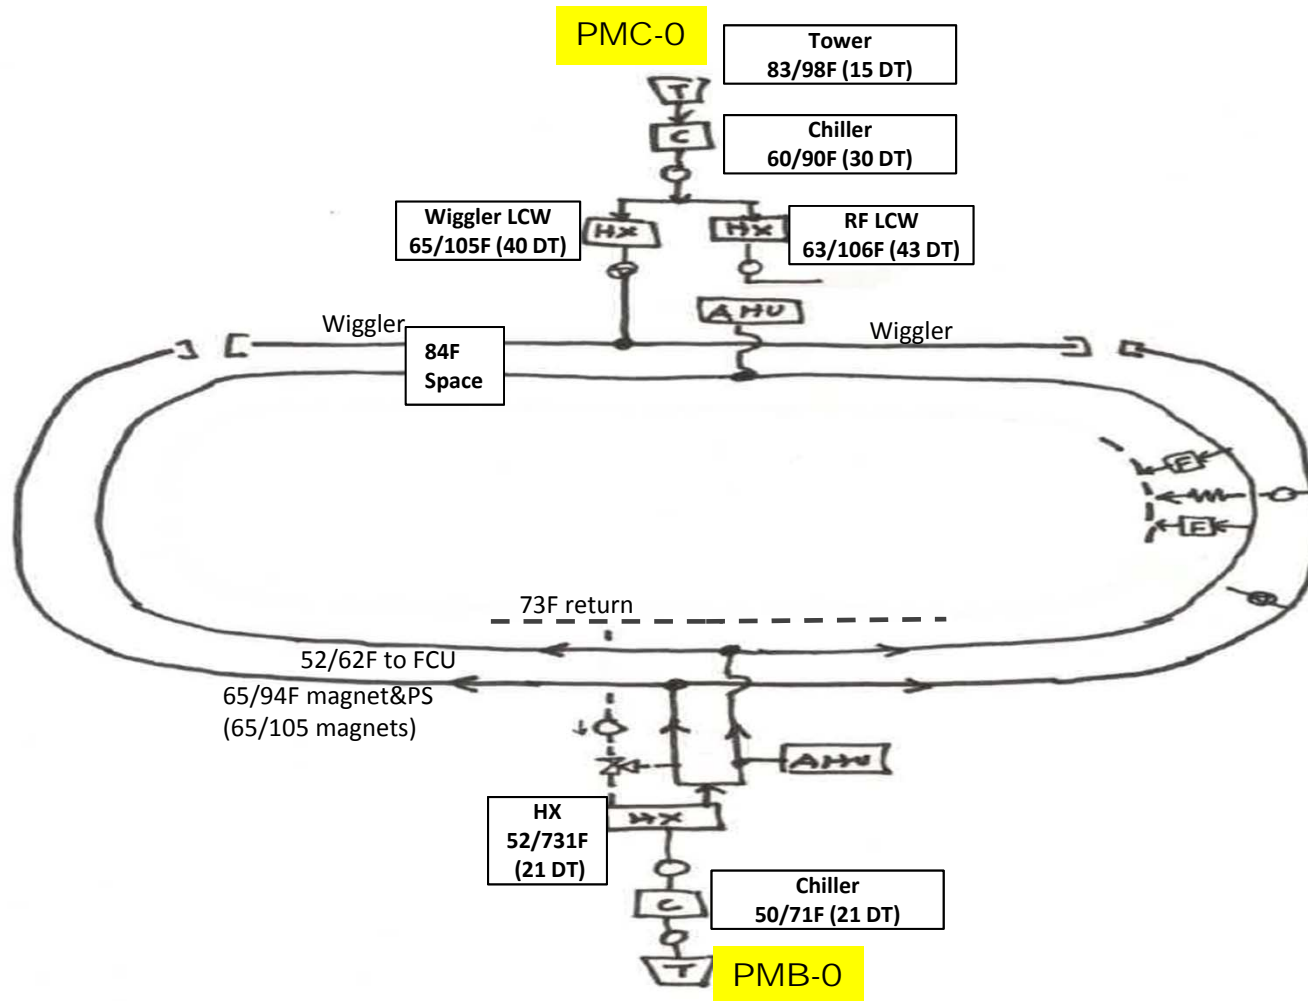 PMC-0
Tower
83/98F (15 DT)
T
Chiller
60/90F (30 DT)
C
Wiggler LCW
65/105F (40 DT)
HX
HX
RF LCW
63/106F (43 DT)
AHU
Wiggler
Wiggler
84F
Space
F
F
73F return
52/62F to FCU
65/94F magnet&PS
(65/105 magnets)
AHU
HX
52/731F
(21 DT)
HX
Chiller
50/71F (21 DT)
C
T
PMB-0